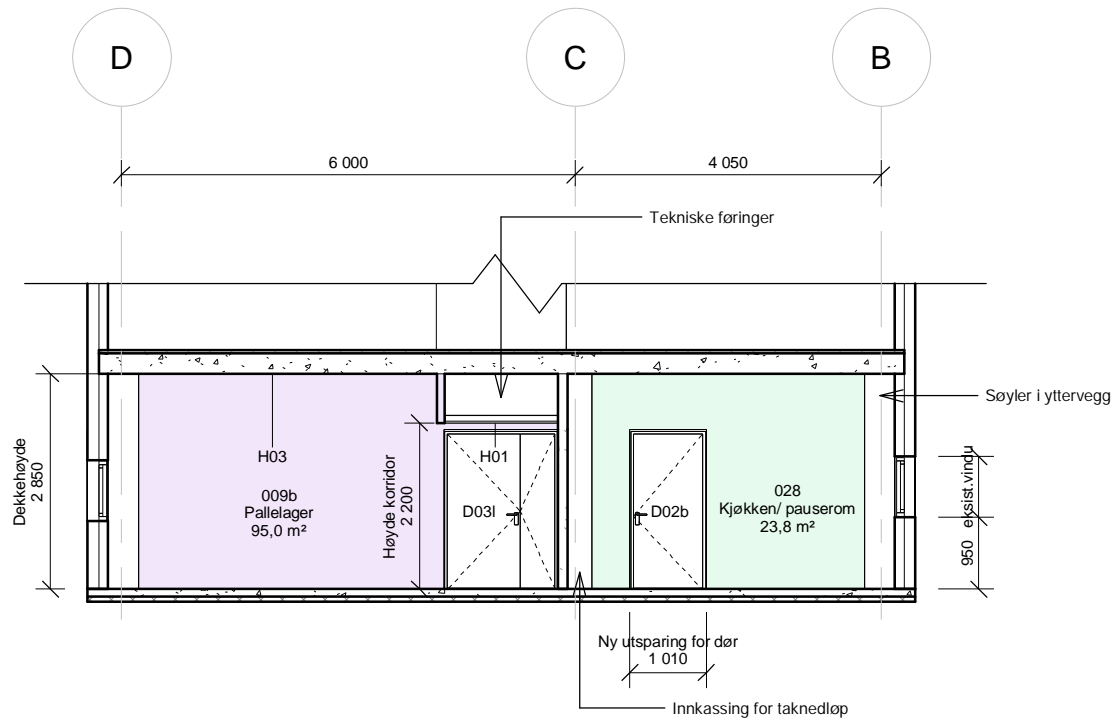 D
C
B
6 000
4 050
Tekniske føringer
Søyler i yttervegg
Dekkehøyde
2 850
H03
009b
Pallelager
95,0 m²
Høyde korridor
2 200
H01
D03l
D02b
028
Kjøkken/ pauserom
23,8 m²
eksist.vindu
950
Ny utsparing for dør
1 010
Innkassing for taknedløp